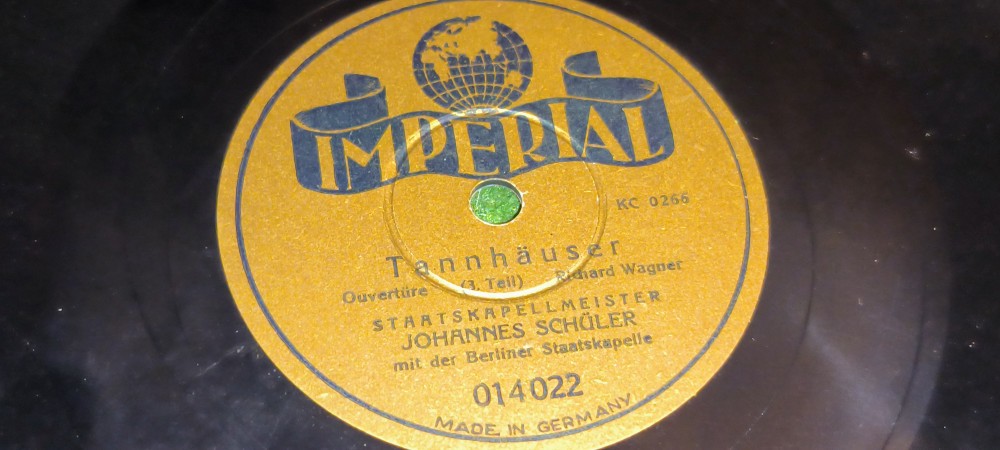 IMPERIAL
KC 0266
Tannhäuser
Ouvertüre (3. Teil) Richard Wagner
STAATSKAPELLMEISTER
JOHANNES SCHÜLER
mit der Berliner Staatskapelle
014022
MADE IN GERMANY